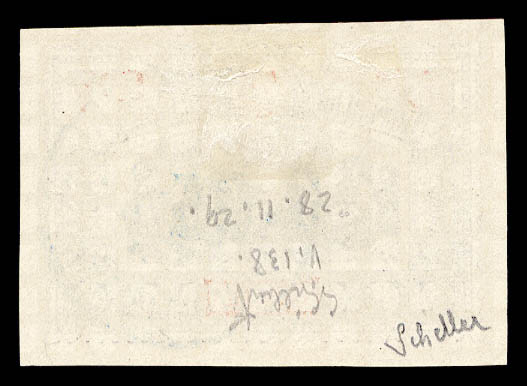 28. 11. 29.
V. 138.
Scheller